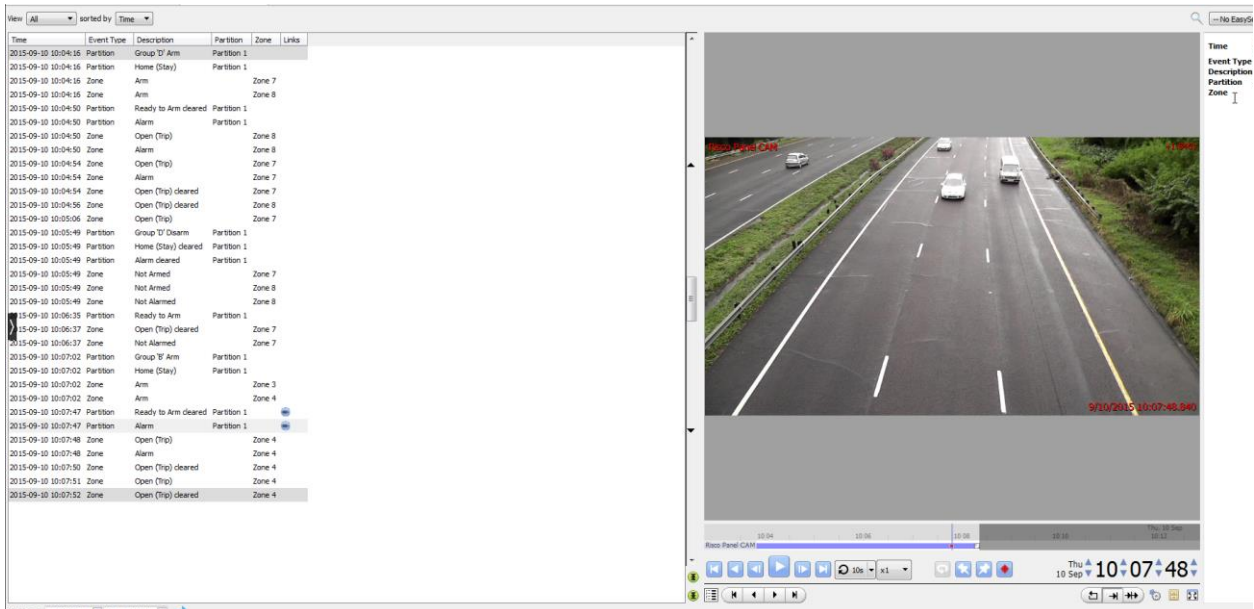 View All sorted by Time
Time Event Type Description Partition Zone Links
2015-09-10 10:04:16 Partition Group 'D' Arm Partition 1
2015-09-10 10:04:16 Partition Home (Stay) Partition 1
2015-09-10 10:04:16 Zone Arm Zone 7
2015-09-10 10:04:16 Zone Arm Zone 8
2015-09-10 10:04:50 Partition Ready to Arm cleared Partition 1
2015-09-10 10:04:50 Partition Alarm Partition 1
2015-09-10 10:04:50 Zone Open (Trip) Zone 8
2015-09-10 10:04:50 Zone Alarm Zone 8
2015-09-10 10:04:54 Zone Open (Trip) Zone 7
2015-09-10 10:04:54 Zone Alarm Zone 7
2015-09-10 10:04:54 Zone Open (Trip) cleared Zone 7
2015-09-10 10:04:56 Zone Open (Trip) cleared Zone 8
2015-09-10 10:05:06 Zone Open (Trip) Zone 7
2015-09-10 10:05:49 Partition Group 'D' Disarm Partition 1
2015-09-10 10:05:49 Partition Home (Stay) cleared Partition 1
2015-09-10 10:05:49 Partition Alarm cleared Partition 1
2015-09-10 10:05:49 Zone Not Armed Zone 7
2015-09-10 10:05:49 Zone Not Armed Zone 8
2015-09-10 10:05:49 Zone Not Alarmed Zone 8
15-09-10 10:06:35 Partition Ready to Arm Partition 1
15-09-10 10:06:37 Zone Open (Trip) cleared Zone 7
2015-09-10 10:06:37 Zone Not Alarmed Zone 7
2015-09-10 10:07:02 Partition Group 'B' Arm Partition 1
2015-09-10 10:07:02 Partition Home (Stay) Partition 1
2015-09-10 10:07:02 Zone Arm Zone 3
2015-09-10 10:07:02 Zone Arm Zone 4
2015-09-10 10:07:47 Partition Ready to Arm cleared Partition 1
2015-09-10 10:07:47 Partition Alarm Partition 1
2015-09-10 10:07:48 Zone Open (Trip) Zone 4
2015-09-10 10:07:48 Zone Alarm Zone 4
2015-09-10 10:07:50 Zone Open (Trip) cleared Zone 4
2015-09-10 10:07:51 Zone Open (Trip) Zone 4
2015-09-10 10:07:52 Zone Open (Trip) cleared Zone 4
Risco Panel CAM
9/10/2015 10:07:48.840
Thu, 10 Sep
10:04 10:06 10:08 10:10 10:12
Risco Panel CAM
10s x1
Thu
10 Sep 10 07 48
No
Time
Event Type
Description
Partition
Zone